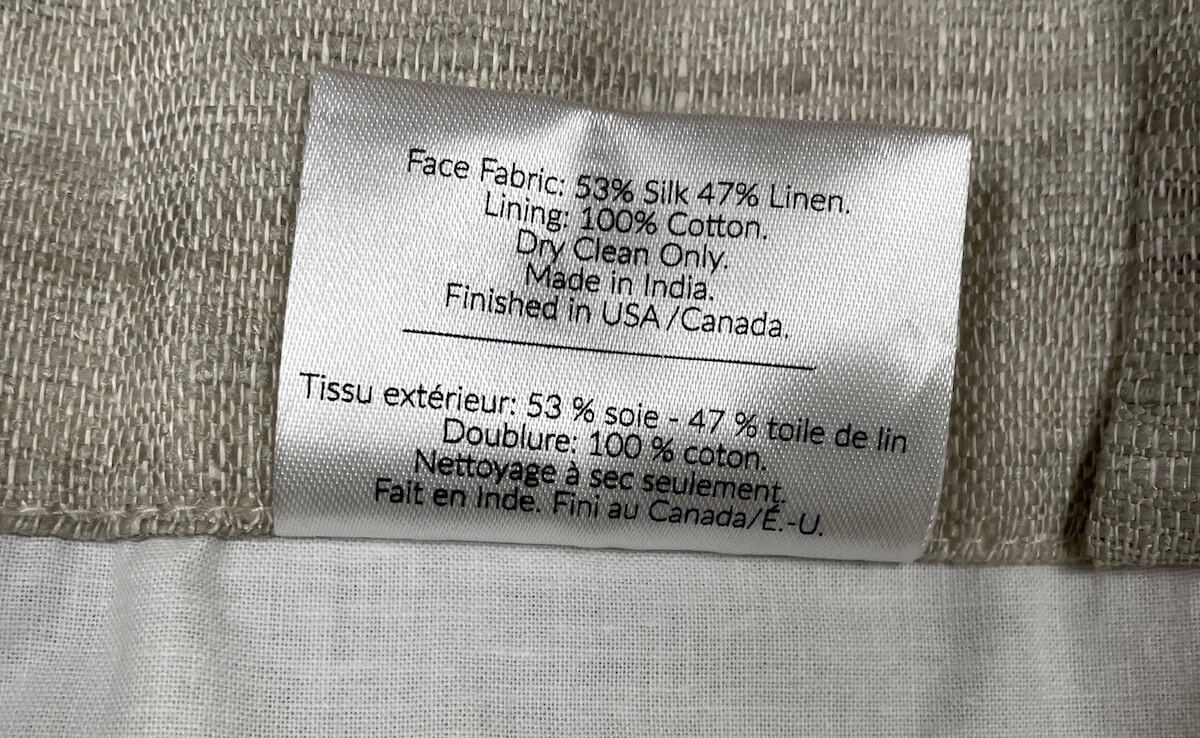 Face Fabric: 53% Silk 47% Linen.
Lining: 100% Cotton.
Dry Clean Only.
Made in India.
Finished in USA/Canada.
Tissu extérieur: 53 % soie - 47 % toile de lin
Doublure: 100 % coton.
Nettoyage à sec seulement.
Fait en Inde. Fini au Canada/É.-U.